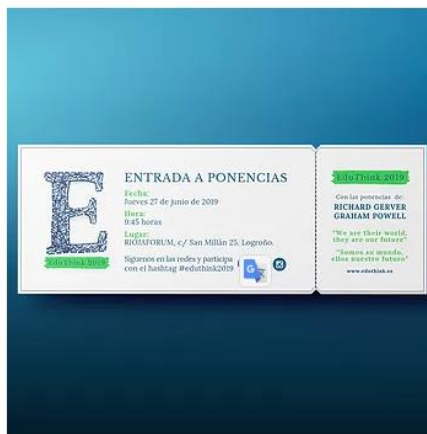 E
EduThink 2019
ENTRADA A PONENCIAS
Fecha:
Jueves 27 de junio de 2019
Hora:
9:45 horas
Lugar:
RIOJAFORUM, c/ San Millán 25, Logroño.
Síguenos en las redes y participa
con el hashtag #eduthink2019
EduThink 2019
Con las ponencias de:
RICHARD GERVER
GRAHAM POWELL
"We are their world,
they are our future"
"Somos su mundo,
ellos nuestro futuro"
www.eduthink.es